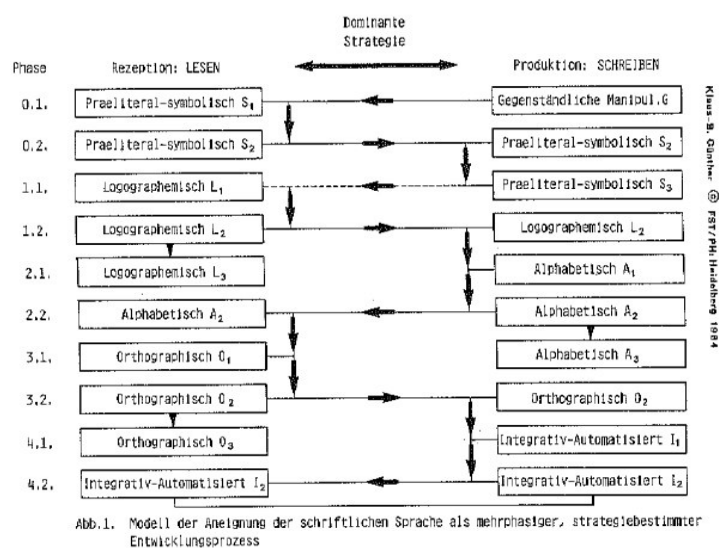 Dominante
Strategie
Phase Rezeption: LESEN Produktion: SCHREIBEN
0.1. Praeliteral-symbolisch S₁ Gegenständliche Manipul.G
0.2. Praeliteral-symbolisch S₂ Praeliteral-symbolisch S₂
1.1. Logographemisch L₁ Praeliteral-symbolisch S₃
1.2. Logographemisch L₂ Logographemisch L₂
2.1. Logographemisch L₃ Alphabetisch A₁
2.2. Alphabetisch A₂ Alphabetisch A₂
3.1. Orthographisch O₁ Alphabetisch A₃
3.2. Orthographisch O₂ Orthographisch O₂
4.1. Orthographisch O₃ Integrativ-Automatisiert I₁
4.2. Integrativ-Automatisiert I₂ Integrativ-Automatisiert I₂
Abb.1. Modell der Aneignung der schriftlichen Sprache als mehrphasiger, strategiebestimmter
Entwicklungsprozess
Klaus-B. Günther © FST/PH: Heidelberg 1984